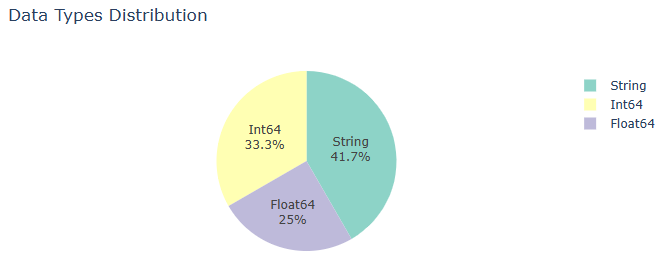 Data Types Distribution
String
Int64
Float64
Int64
33.3%
String
41.7%
Float64
25%